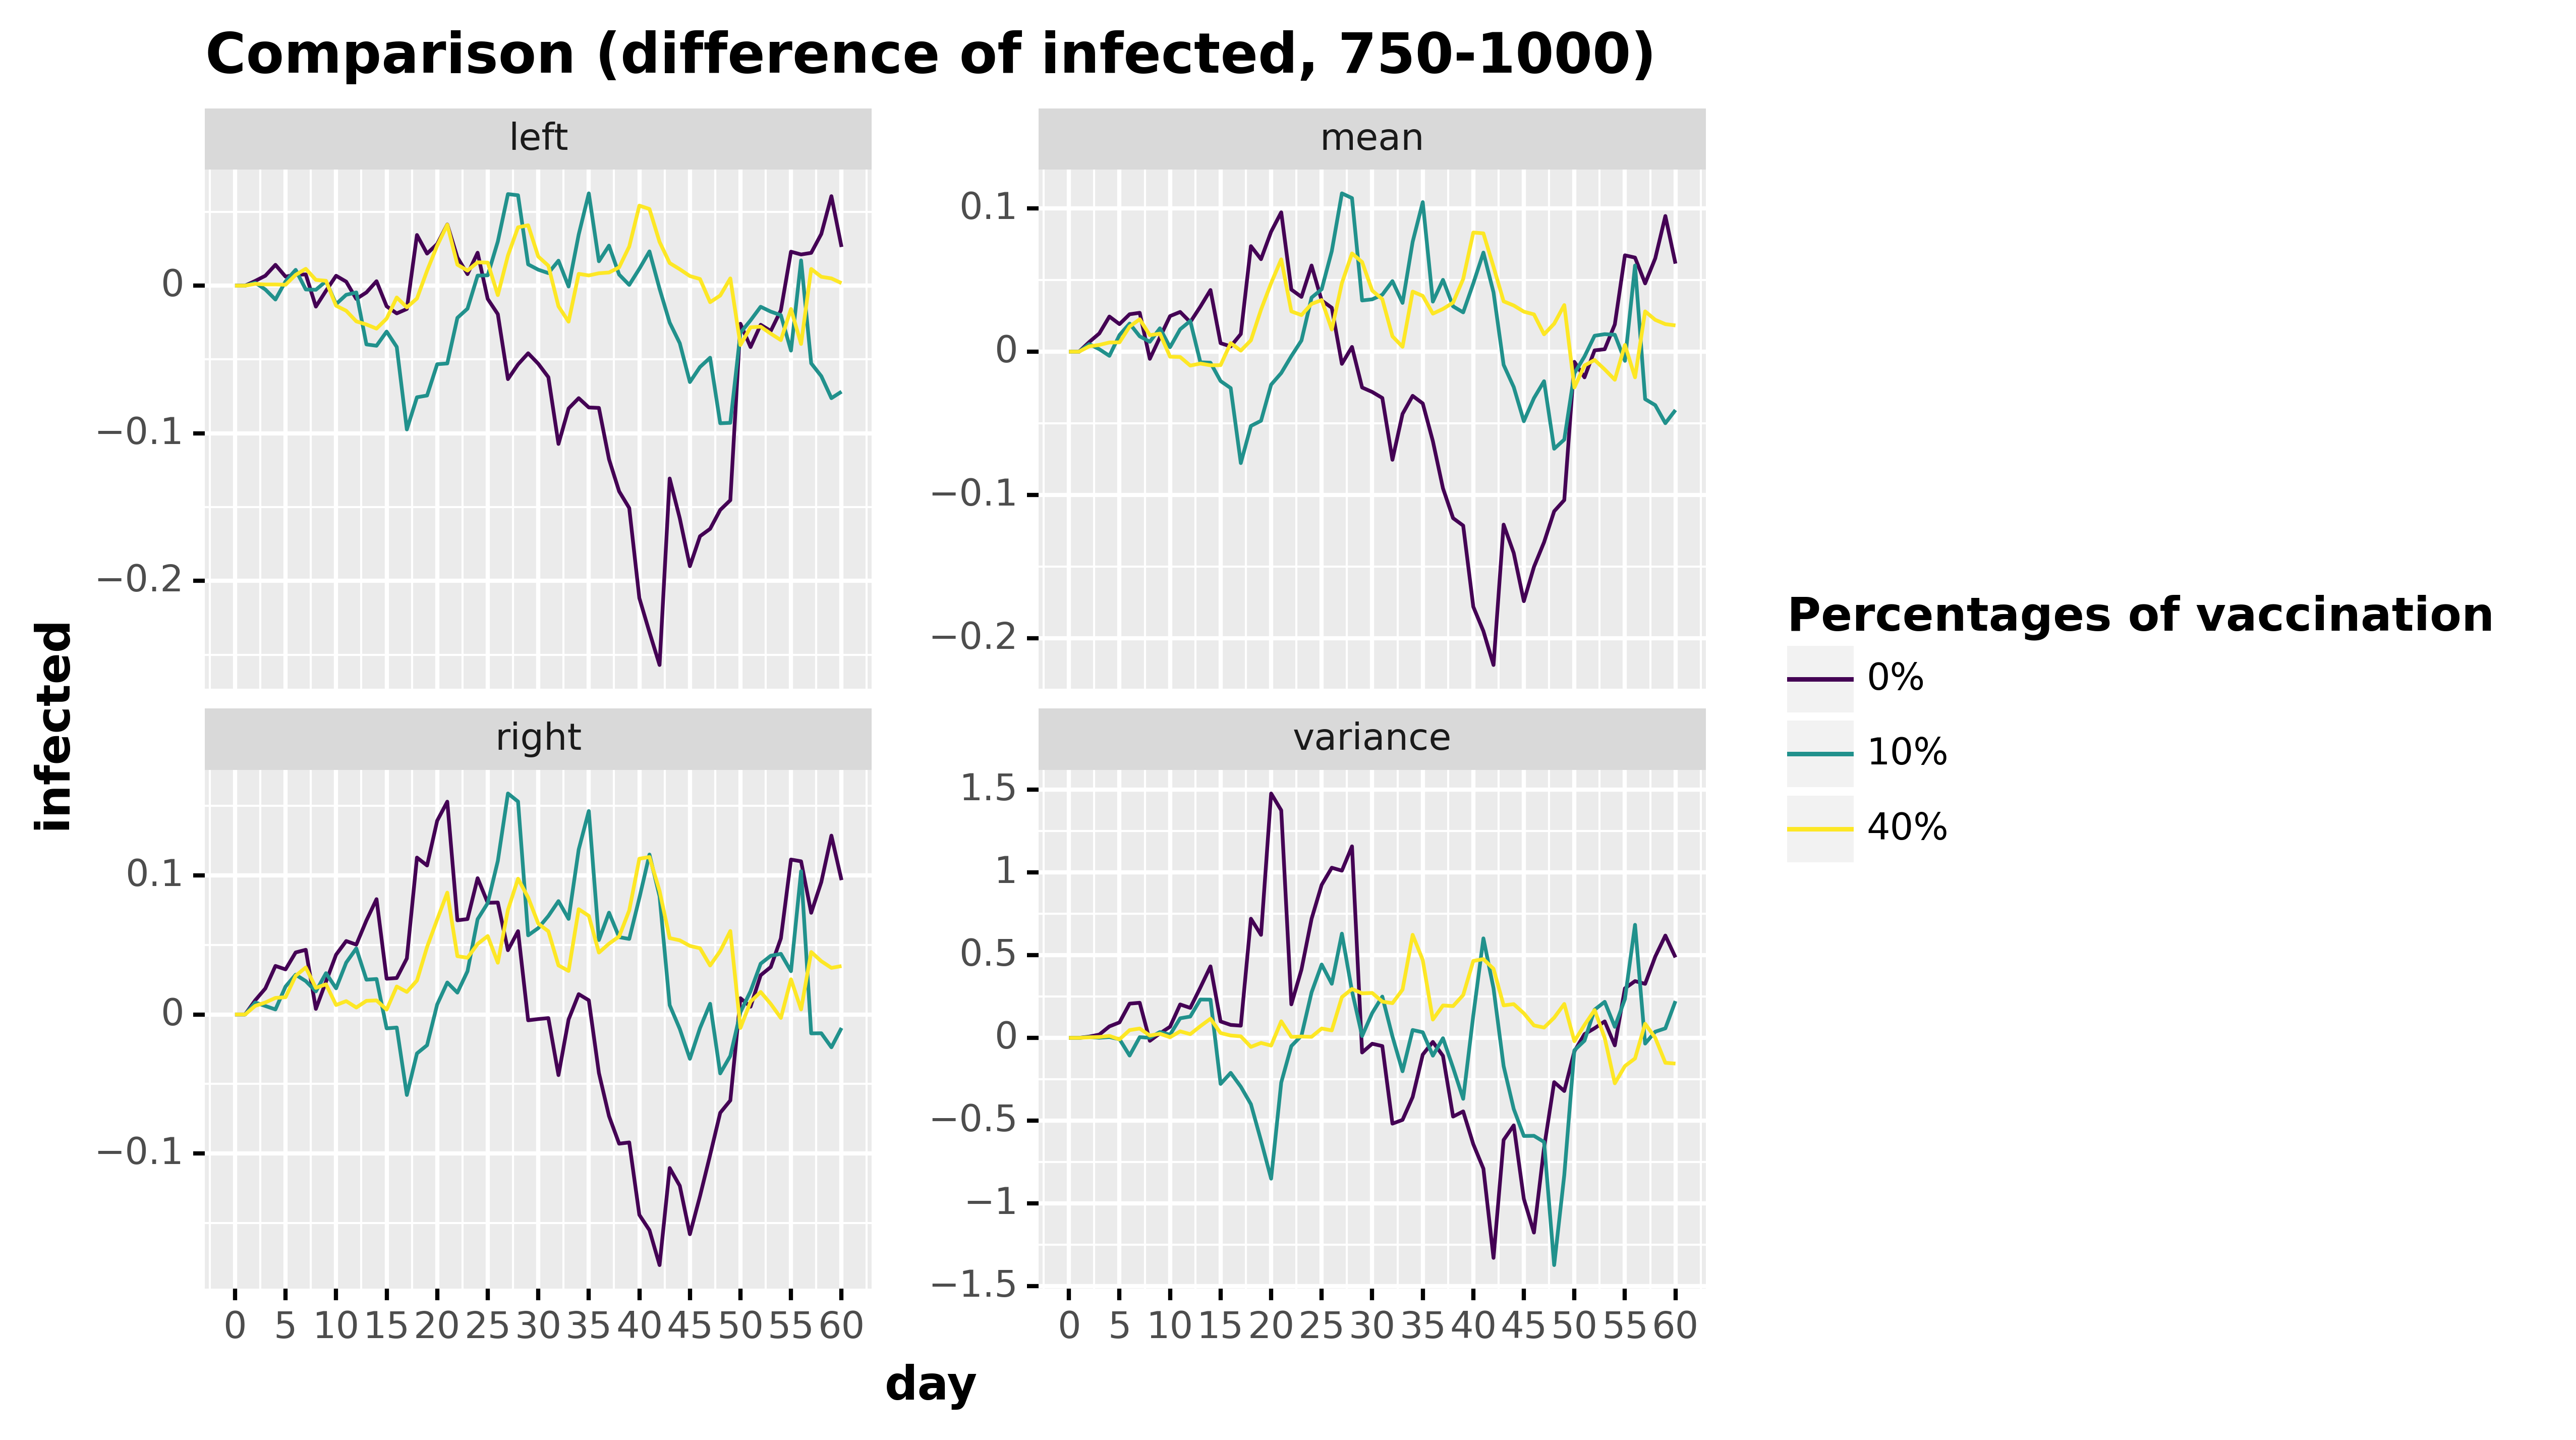 Comparison (difference of infected, 750-1000)
left
mean
0
−0.1
−0.2
0.1
0
−0.1
−0.2
right
variance
0.1
0
−0.1
1.5
1
0.5
0
−0.5
−1
−1.5
0 5 10 15 20 25 30 35 40 45 50 55 60
0 5 10 15 20 25 30 35 40 45 50 55 60
infected
day
Percentages of vaccination
0%
10%
40%